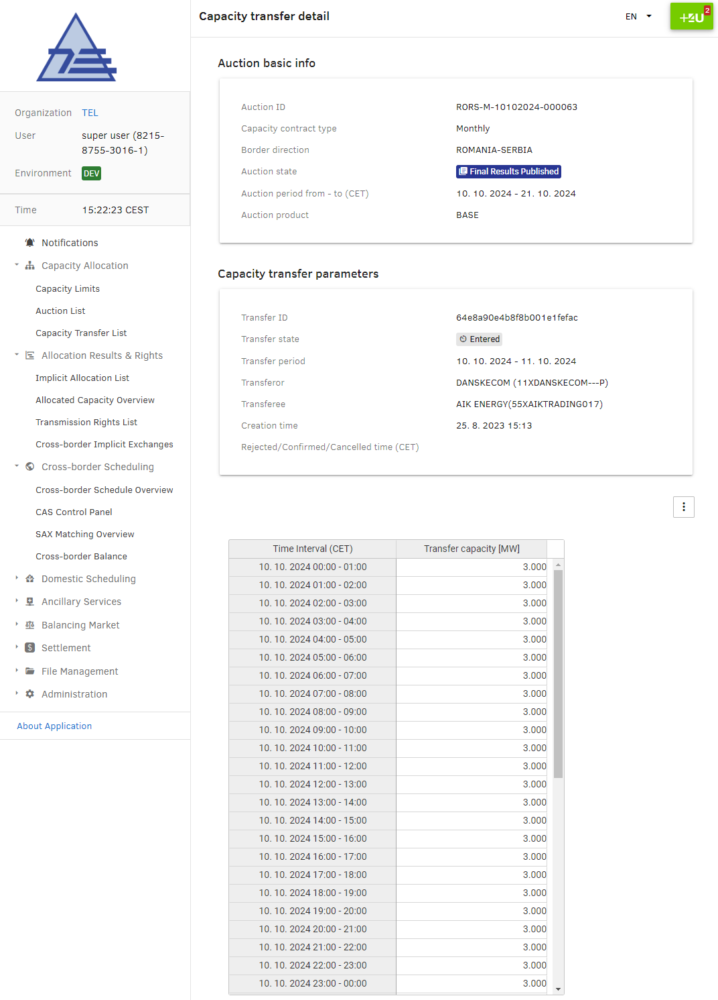 Capacity transfer detail
EN
+4U
2
Organization TEL
User super user (8215-
8755-3016-1)
Environment DEV
Time 15:22:23 CEST
Notifications
Capacity Allocation
Capacity Limits
Auction List
Capacity Transfer List
Allocation Results & Rights
Implicit Allocation List
Allocated Capacity Overview
Transmission Rights List
Cross-border Implicit Exchanges
Cross-border Scheduling
Cross-border Schedule Overview
CAS Control Panel
SAX Matching Overview
Cross-border Balance
Domestic Scheduling
Ancillary Services
Balancing Market
Settlement
File Management
Administration
About Application
Auction basic info
Auction ID RORS-M-10102024-000063
Capacity contract type Monthly
Border direction ROMANIA-SERBIA
Auction state Final Results Published
Auction period from - to (CET) 10. 10. 2024 - 21. 10. 2024
Auction product BASE
Capacity transfer parameters
Transfer ID 64e8a90e4b8f8b001e1fefac
Transfer state Entered
Transfer period 10. 10. 2024 - 11. 10. 2024
Transferor DANSKECOM (11XDANSKECOM---P)
Transferee AIK ENERGY(55XAIKTRADING017)
Creation time 25. 8. 2023 15:13
Rejected/Confirmed/Cancelled time (CET)
Time Interval (CET) Transfer capacity [MW]
10. 10. 2024 00:00 - 01:00 3.000
10. 10. 2024 01:00 - 02:00 3.000
10. 10. 2024 02:00 - 03:00 3.000
10. 10. 2024 03:00 - 04:00 3.000
10. 10. 2024 04:00 - 05:00 3.000
10. 10. 2024 05:00 - 06:00 3.000
10. 10. 2024 06:00 - 07:00 3.000
10. 10. 2024 07:00 - 08:00 3.000
10. 10. 2024 08:00 - 09:00 3.000
10. 10. 2024 09:00 - 10:00 3.000
10. 10. 2024 10:00 - 11:00 3.000
10. 10. 2024 11:00 - 12:00 3.000
10. 10. 2024 12:00 - 13:00 3.000
10. 10. 2024 13:00 - 14:00 3.000
10. 10. 2024 14:00 - 15:00 3.000
10. 10. 2024 15:00 - 16:00 3.000
10. 10. 2024 16:00 - 17:00 3.000
10. 10. 2024 17:00 - 18:00 3.000
10. 10. 2024 18:00 - 19:00 3.000
10. 10. 2024 19:00 - 20:00 3.000
10. 10. 2024 20:00 - 21:00 3.000
10. 10. 2024 21:00 - 22:00 3.000
10. 10. 2024 22:00 - 23:00 3.000
10. 10. 2024 23:00 - 00:00 3.000